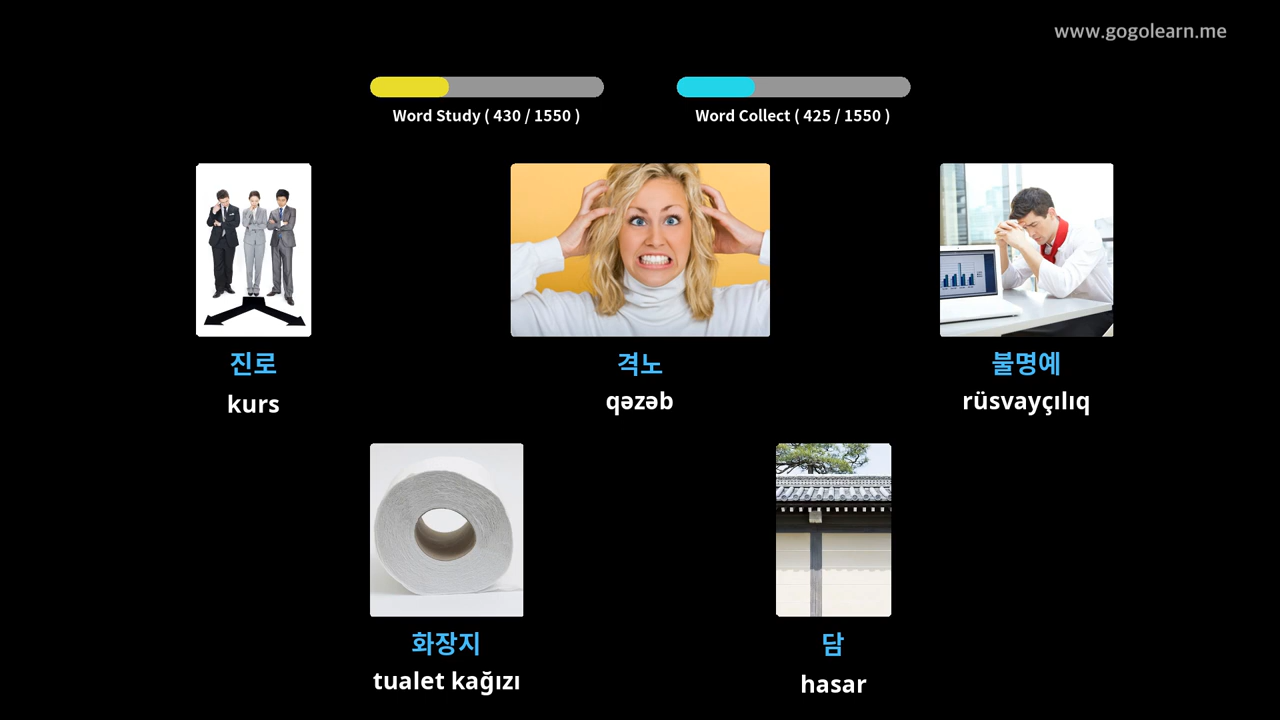 www.gogolearn.me
Word Study ( 430 / 1550 )
Word Collect ( 425 / 1550 )
진로
kurs
격노
qəzəb
불명예
rüsvayçılıq
화장지
tualet kağızı
담
hasar